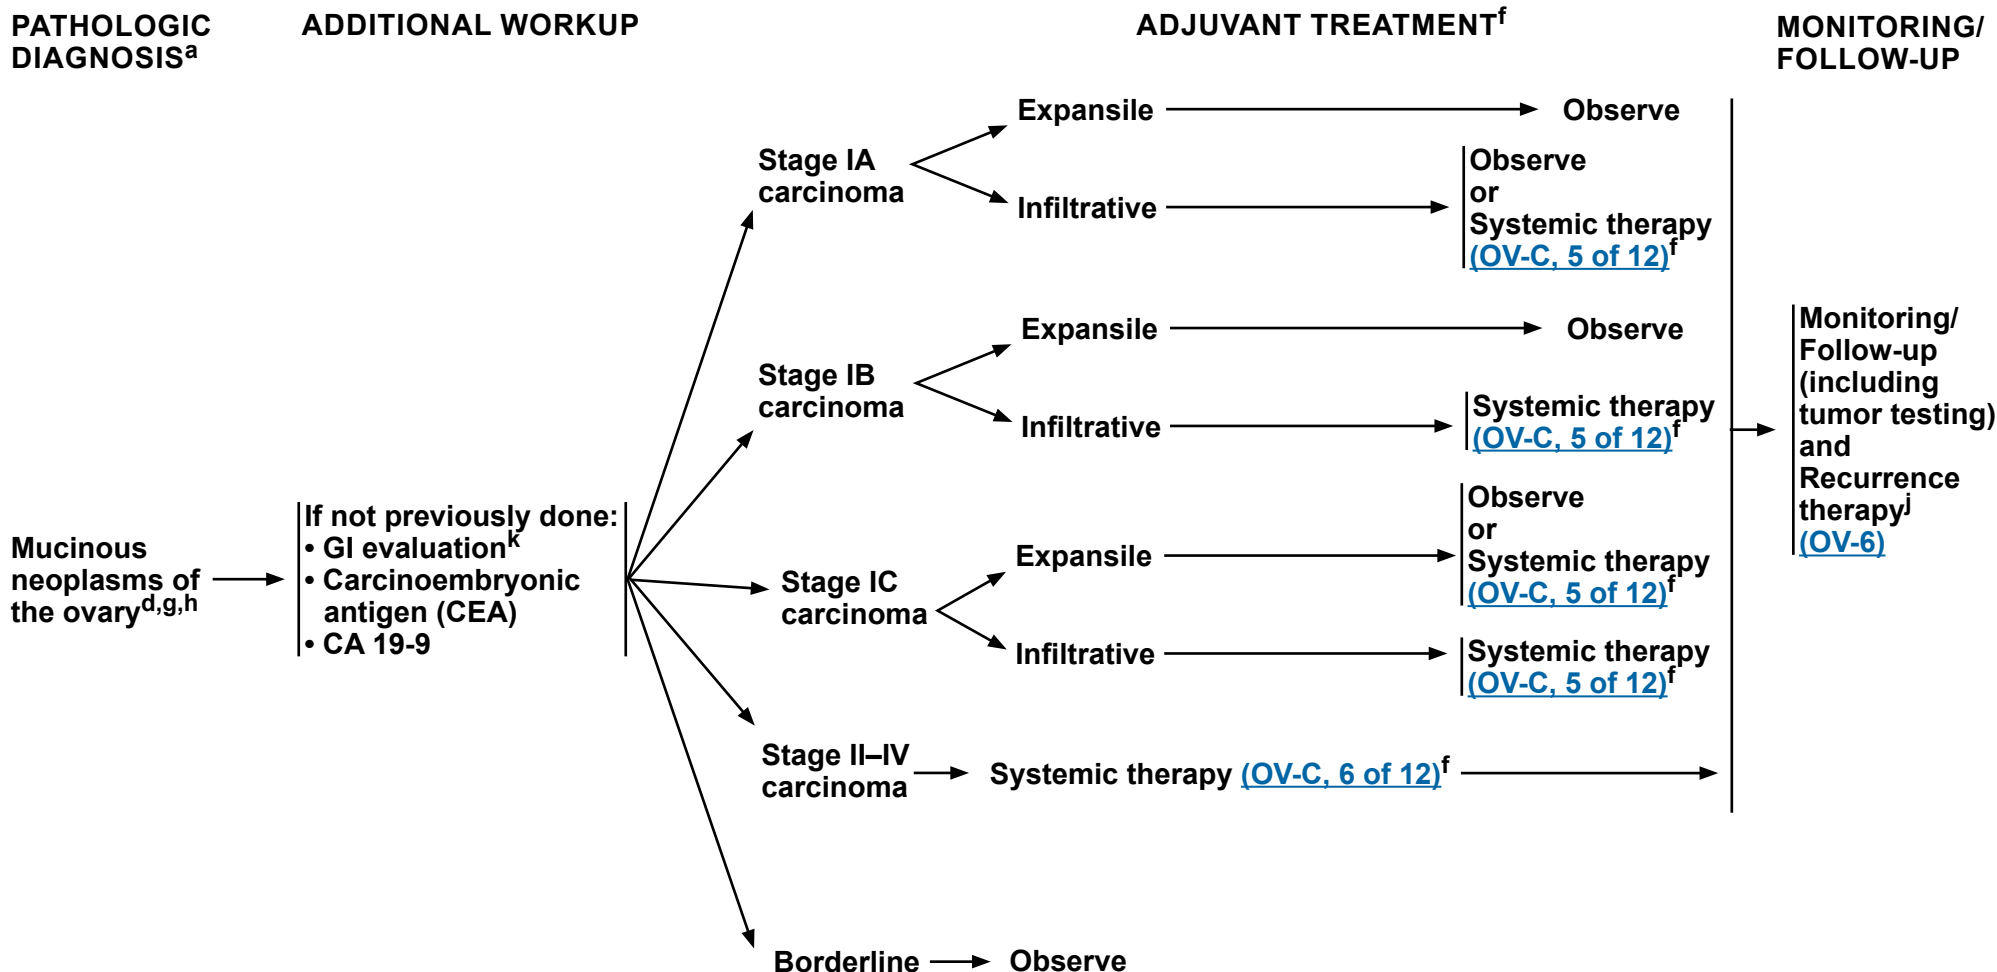 PATHOLOGIC
DIAGNOSISa
ADDITIONAL WORKUP
ADJUVANT TREATMENTf
MONITORING/
FOLLOW-UP
Mucinous
neoplasms of
the ovaryd,g,h
If not previously done:
• GI evaluationk
• Carcinoembryonic
antigen (CEA)
• CA 19-9
Stage IA
carcinoma
Expansile
Observe
Infiltrative
Observe
or
Systemic therapy
(OV-C, 5 of 12)f
Stage IB
carcinoma
Expansile
Observe
Infiltrative
Systemic therapy
(OV-C, 5 of 12)f
Stage IC
carcinoma
Expansile
Observe
or
Systemic therapy
(OV-C, 5 of 12)f
Infiltrative
Systemic therapy
(OV-C, 5 of 12)f
Stage II–IV
carcinoma
Systemic therapy (OV-C, 6 of 12)f
Borderline
Observe
Monitoring/
Follow-up
(including
tumor testing)
and
Recurrence
therapyj
(OV-6)